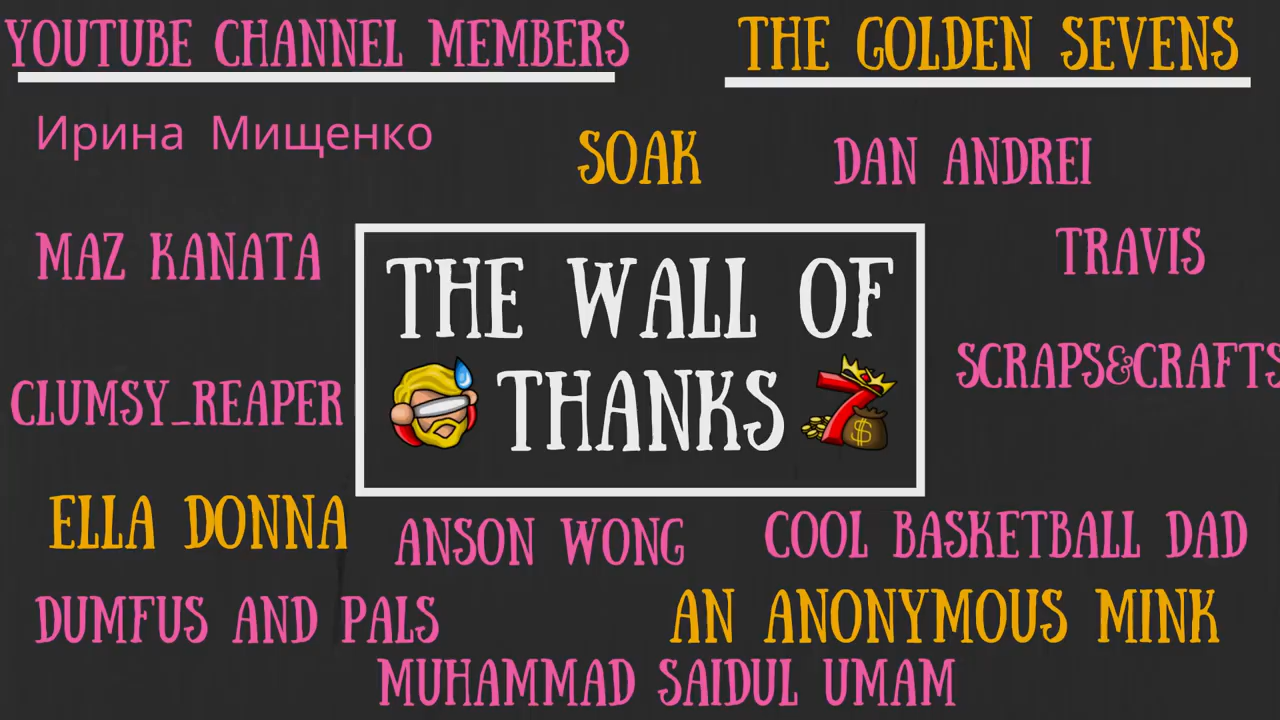 YOUTUBE CHANNEL MEMBERS
THE GOLDEN SEVENS
Ирина Мищенко
SOAK
DAN ANDREI
MAZ KANATA
TRAVIS
THE WALL OF
THANKS
7
$
SCRAPS&CRAFTS
CLUMSY_REAPER
ELLA DONNA
ANSON WONG
COOL BASKETBALL DAD
DUMFUS AND PALS
AN ANONYMOUS MINK
MUHAMMAD SAIDUL UMAM